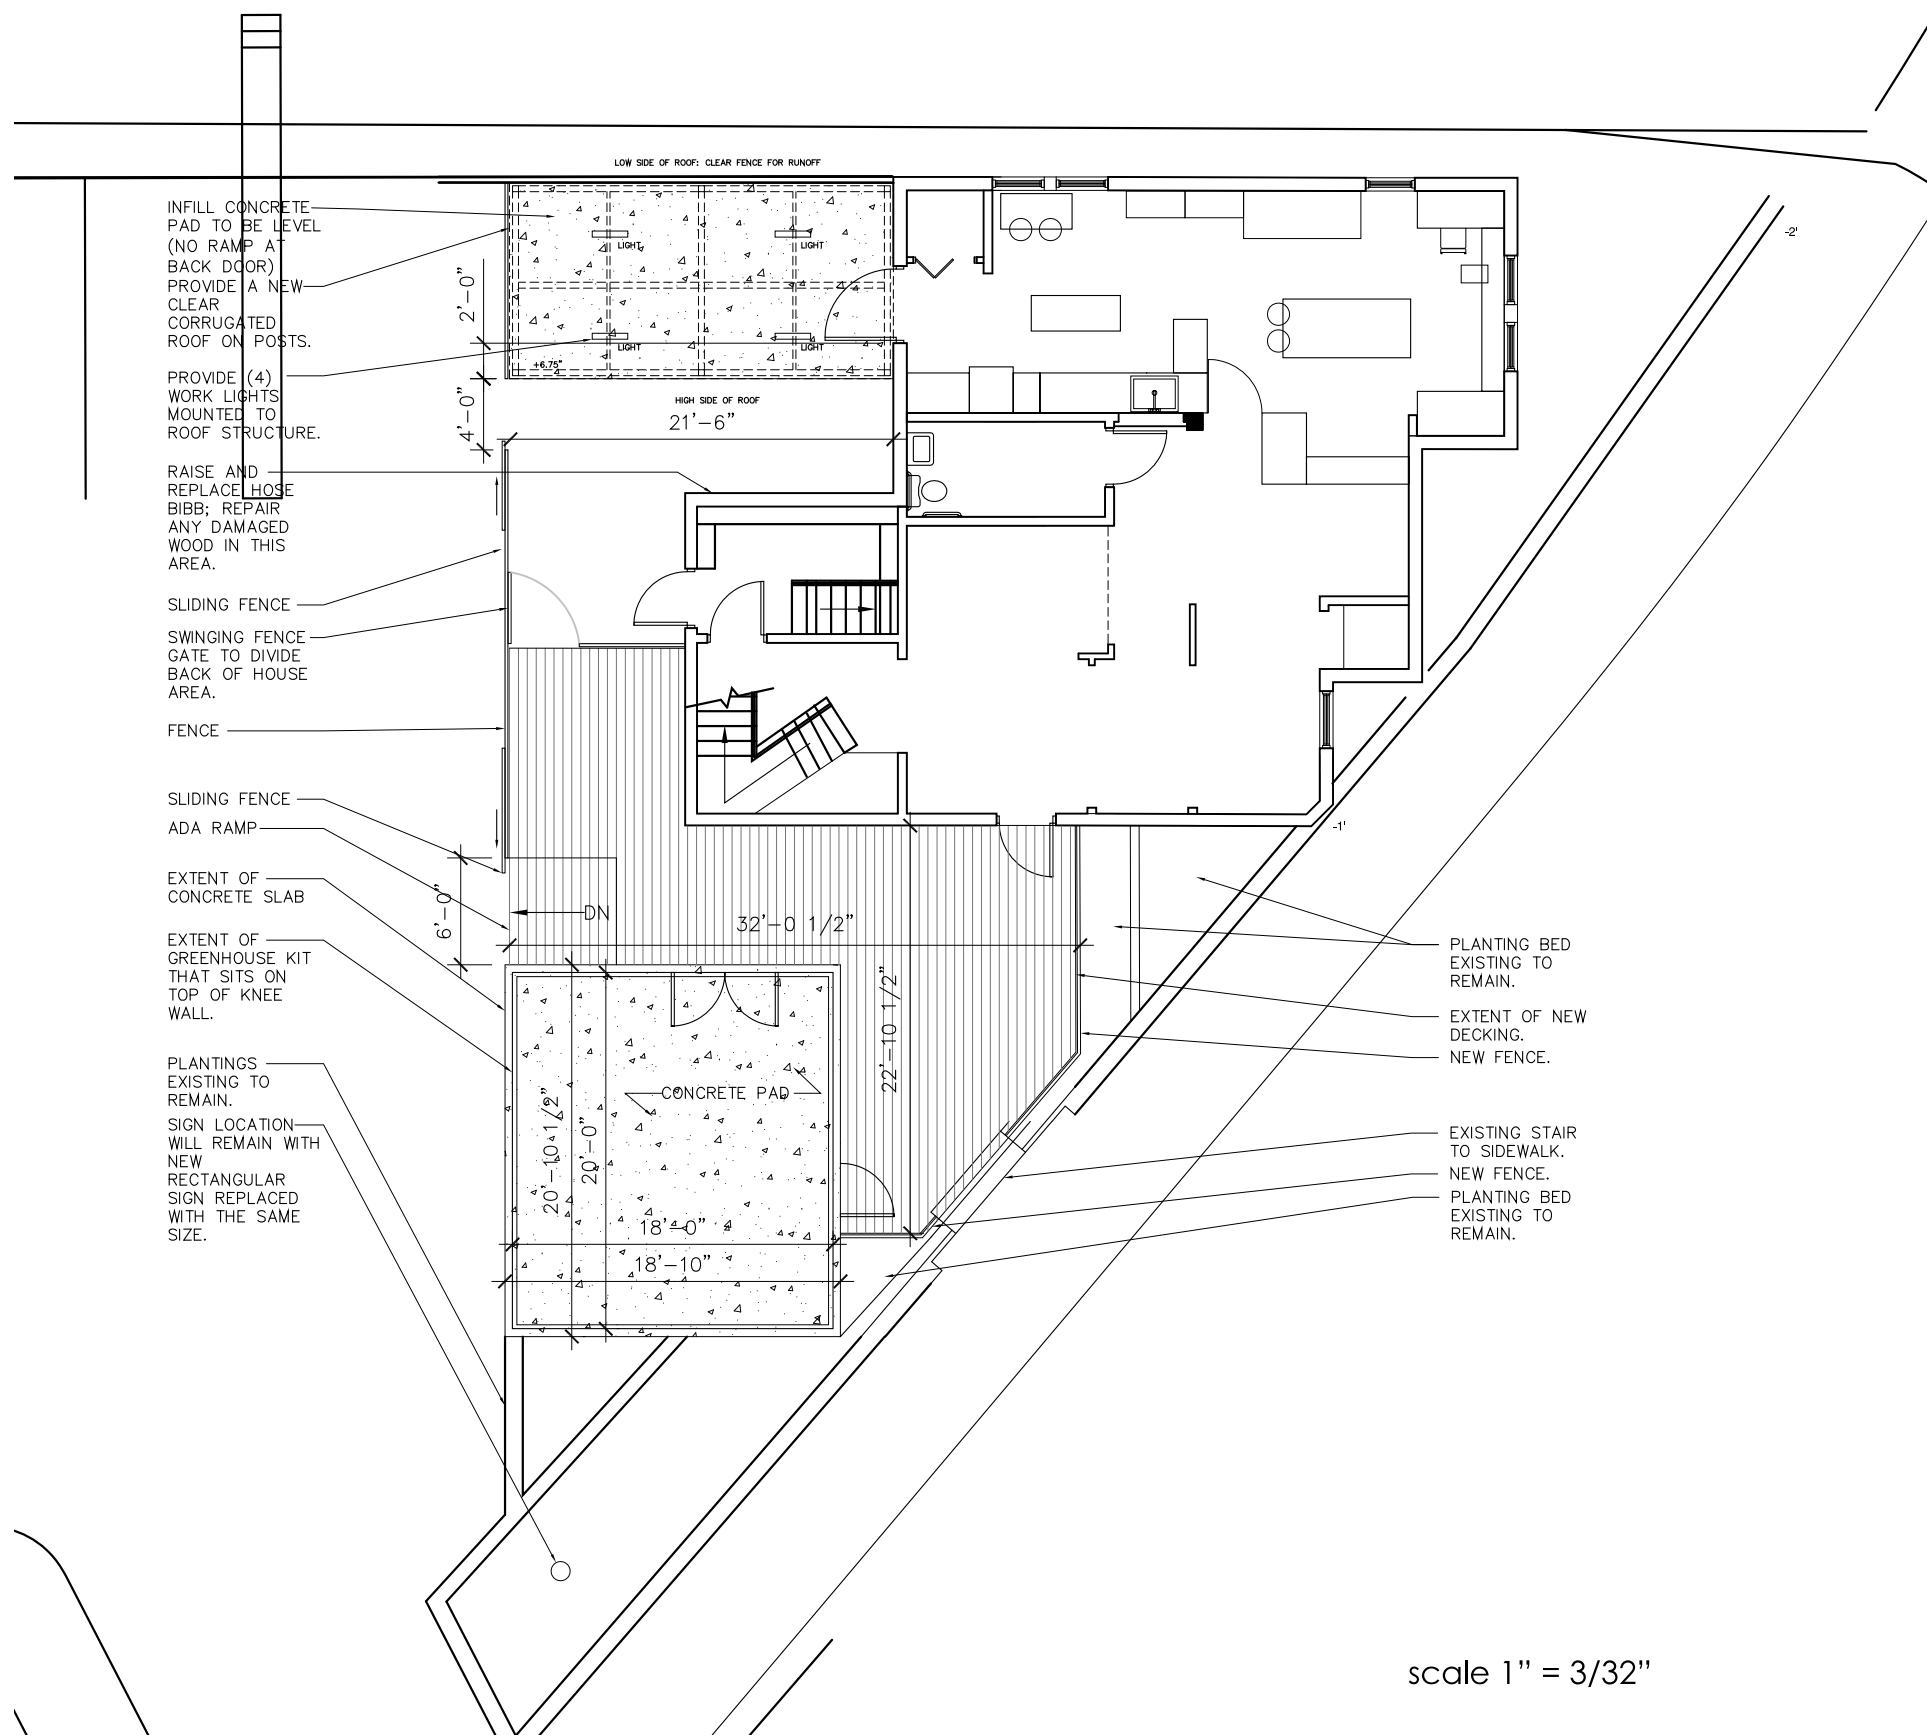 LOW SIDE OF ROOF: CLEAR FENCE FOR RUNOFF
INFILL CONCRETE
PAD TO BE LEVEL
(NO RAMP AT
BACK DOOR)
PROVIDE A NEW
CLEAR
CORRUGATED
ROOF ON POSTS.
PROVIDE (4)
WORK LIGHTS
MOUNTED TO
ROOF STRUCTURE.
RAISE AND
REPLACE HOSE
BIBB; REPAIR
ANY DAMAGED
WOOD IN THIS
AREA.
SLIDING FENCE
SWINGING FENCE
GATE TO DIVIDE
BACK OF HOUSE
AREA.
FENCE
SLIDING FENCE
ADA RAMP
EXTENT OF
CONCRETE SLAB
EXTENT OF
GREENHOUSE KIT
THAT SITS ON
TOP OF KNEE
WALL.
PLANTINGS
EXISTING TO
REMAIN.
SIGN LOCATION
WILL REMAIN WITH
NEW
RECTANGULAR
SIGN REPLACED
WITH THE SAME
SIZE.
LIGHT
LIGHT
LIGHT
LIGHT
+6.75"
2'-0"
4'-0"
HIGH SIDE OF ROOF
21'-6"
6'-0"
DN
32'-0 1/2"
22'-10 1/2"
CONCRETE PAD
20'-10 1/2"
20'-0"
18'-0"
18'-10"
-2'
-1'
PLANTING BED
EXISTING TO
REMAIN.
EXTENT OF NEW
DECKING.
NEW FENCE.
EXISTING STAIR
TO SIDEWALK.
NEW FENCE.
PLANTING BED
EXISTING TO
REMAIN.
scale 1" = 3/32"